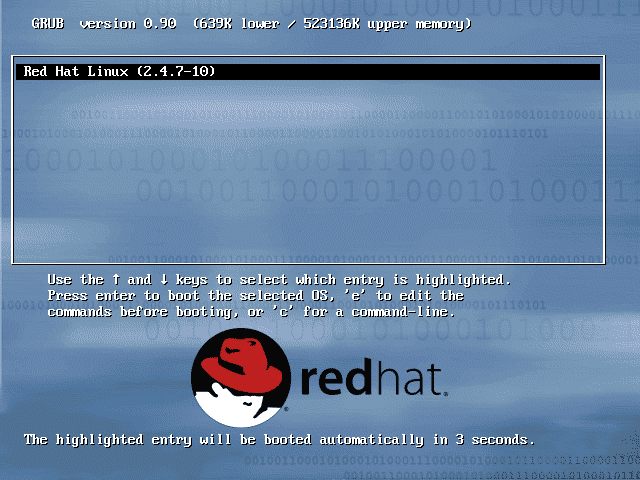 GRUB version 0.90 (639K lower / 523136K upper memory)
Red Hat Linux (2.4.7-10)
Use the ↑ and ↓ keys to select which entry is highlighted.
Press enter to boot the selected OS, 'e' to edit the
commands before booting, or 'c' for a command-line.
redhat.
The highlighted entry will be booted automatically in 3 seconds.